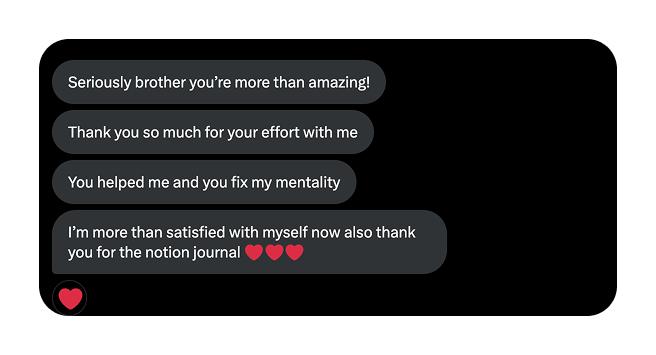 Seriously brother you’re more than amazing!
Thank you so much for your effort with me
You helped me and you fix my mentality
I’m more than satisfied with myself now also thank
you for the notion journal ❤️❤️❤️
❤️